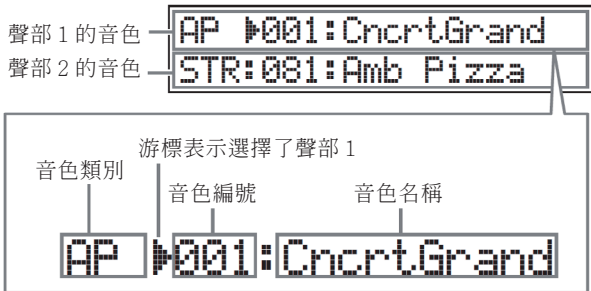 聲部 1 的音色
AP ▶001:CncrtGrand
聲部 2 的音色
STR:081:Amb Pizza
游標表示選擇了聲部 1
音色類別
音色編號
音色名稱
AP ▶001:CncrtGrand